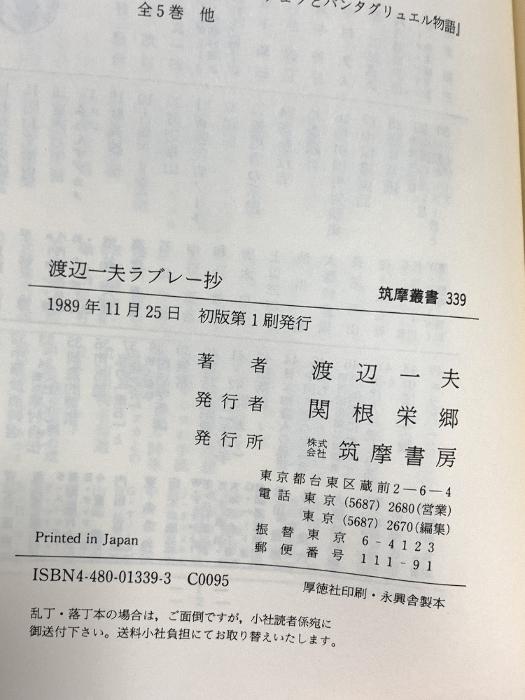 とパンタグリュエル物語』
全5巻 他
渡辺一夫ラブレー抄
筑摩叢書 339
1989年11月25日 初版第1刷発行
著者 渡辺一夫
発行者 関根栄郷
発行所 株式会社 筑摩書房
東京都台東区蔵前2—6—4
電話 東京 (5687) 2680(営業)
東京 (5687) 2670(編集)
振替東京 6-4123
郵便番号 111-91
Printed in Japan
ISBN4-480-01339-3 C0095
厚徳社印刷・永興舎製本
乱丁・落丁本の場合は,ご面倒ですが,小社読者係宛に
御送付下さい。送料小社負担にてお取り替えいたします。